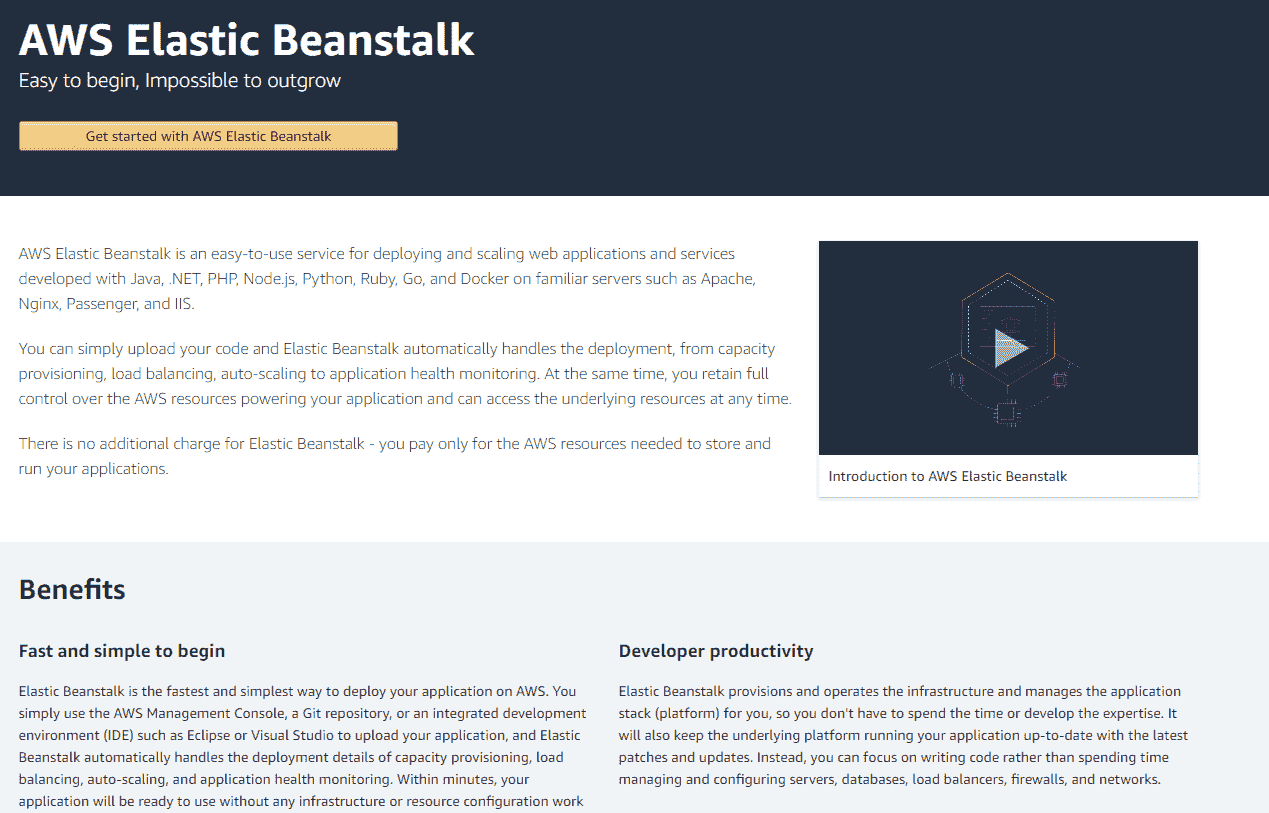 AWS Elastic Beanstalk
Easy to begin, Impossible to outgrow
Get started with AWS Elastic Beanstalk
AWS Elastic Beanstalk is an easy-to-use service for deploying and scaling web applications and services
developed with Java, .NET, PHP, Node.js, Python, Ruby, Go, and Docker on familiar servers such as Apache,
Nginx, Passenger, and IIS.
You can simply upload your code and Elastic Beanstalk automatically handles the deployment, from capacity
provisioning, load balancing, auto-scaling to application health monitoring. At the same time, you retain full
control over the AWS resources powering your application and can access the underlying resources at any time.
There is no additional charge for Elastic Beanstalk - you pay only for the AWS resources needed to store and
run your applications.
Introduction to AWS Elastic Beanstalk
Benefits
Fast and simple to begin
Elastic Beanstalk is the fastest and simplest way to deploy your application on AWS. You
simply use the AWS Management Console, a Git repository, or an integrated development
environment (IDE) such as Eclipse or Visual Studio to upload your application, and Elastic
Beanstalk automatically handles the deployment details of capacity provisioning, load
balancing, auto-scaling, and application health monitoring. Within minutes, your
application will be ready to use without any infrastructure or resource configuration work
Developer productivity
Elastic Beanstalk provisions and operates the infrastructure and manages the application
stack (platform) for you, so you don't have to spend the time or develop the expertise. It
will also keep the underlying platform running your application up-to-date with the latest
patches and updates. Instead, you can focus on writing code rather than spending time
managing and configuring servers, databases, load balancers, firewalls, and networks.